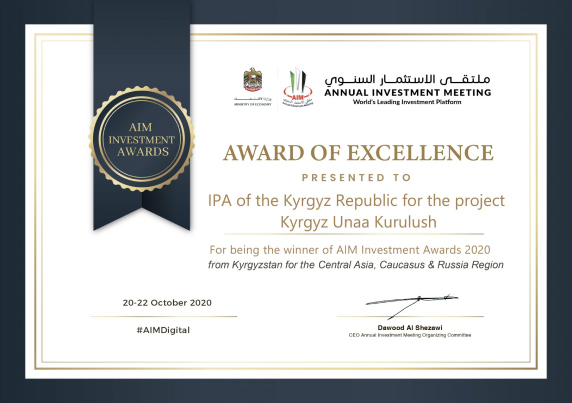 AIM
INVESTMENT
AWARDS
MINISTRY OF ECONOMY
AIM
ملتقى الاستثمار السنوي
ANNUAL INVESTMENT MEETING
World's Leading Investment Platform
AWARD OF EXCELLENCE
PRESENTED TO
IPA of the Kyrgyz Republic for the project
Kyrgyz Unaa Kurulush
For being the winner of AIM Investment Awards 2020
from Kyrgyzstan for the Central Asia, Caucasus & Russia Region
20-22 October 2020
#AIMDigital
Dawood Al Shezawi
CEO Annual Investment Meeting Organizing Committee